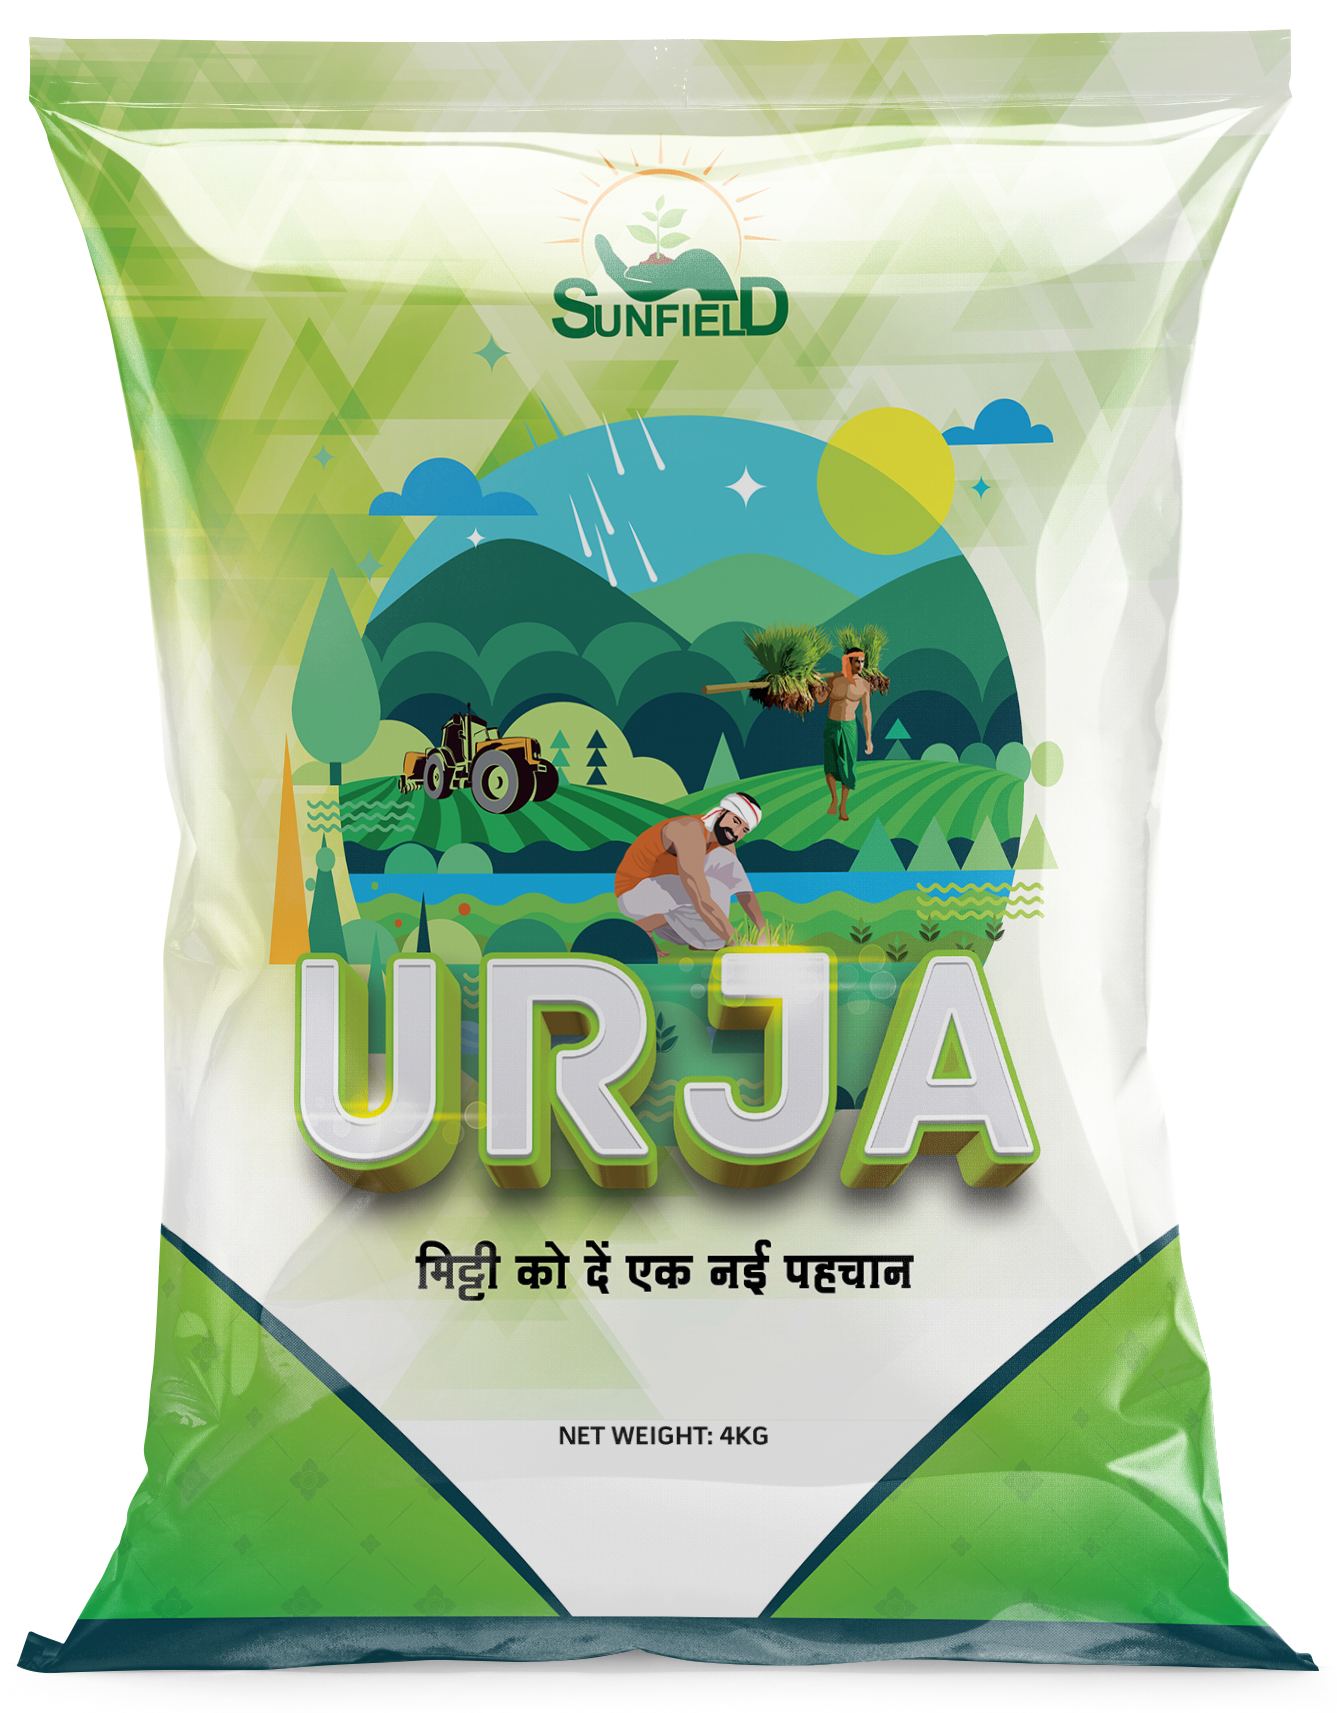 SUNFIELD
URJA
मिट्टी को दें एक नई पहचान
NET WEIGHT: 4KG